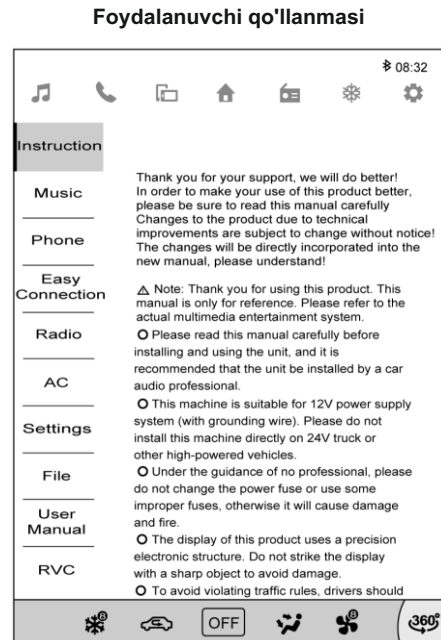 Foydalanuvchi qo'llanmasi
08:32
Instruction
Music
Phone
Easy
Connection
Radio
AC
Settings
File
User
Manual
RVC
Thank you for your support, we will do better!
In order to make your use of this product better,
please be sure to read this manual carefully
Changes to the product due to technical
improvements are subject to change without notice!
The changes will be directly incorporated into the
new manual, please understand!
Note: Thank you for using this product. This
manual is only for reference. Please refer to the
actual multimedia entertainment system.
Please read this manual carefully before
installing and using the unit, and it is
recommended that the unit be installed by a car
audio professional.
This machine is suitable for 12V power supply
system (with grounding wire). Please do not
install this machine directly on 24V truck or
other high-powered vehicles.
Under the guidance of no professional, please
do not change the power fuse or use some
improper fuses, otherwise it will cause damage
and fire.
The display of this product uses a precision
electronic structure. Do not strike the display
with a sharp object to avoid damage.
To avoid violating traffic rules, drivers should
OFF
360°